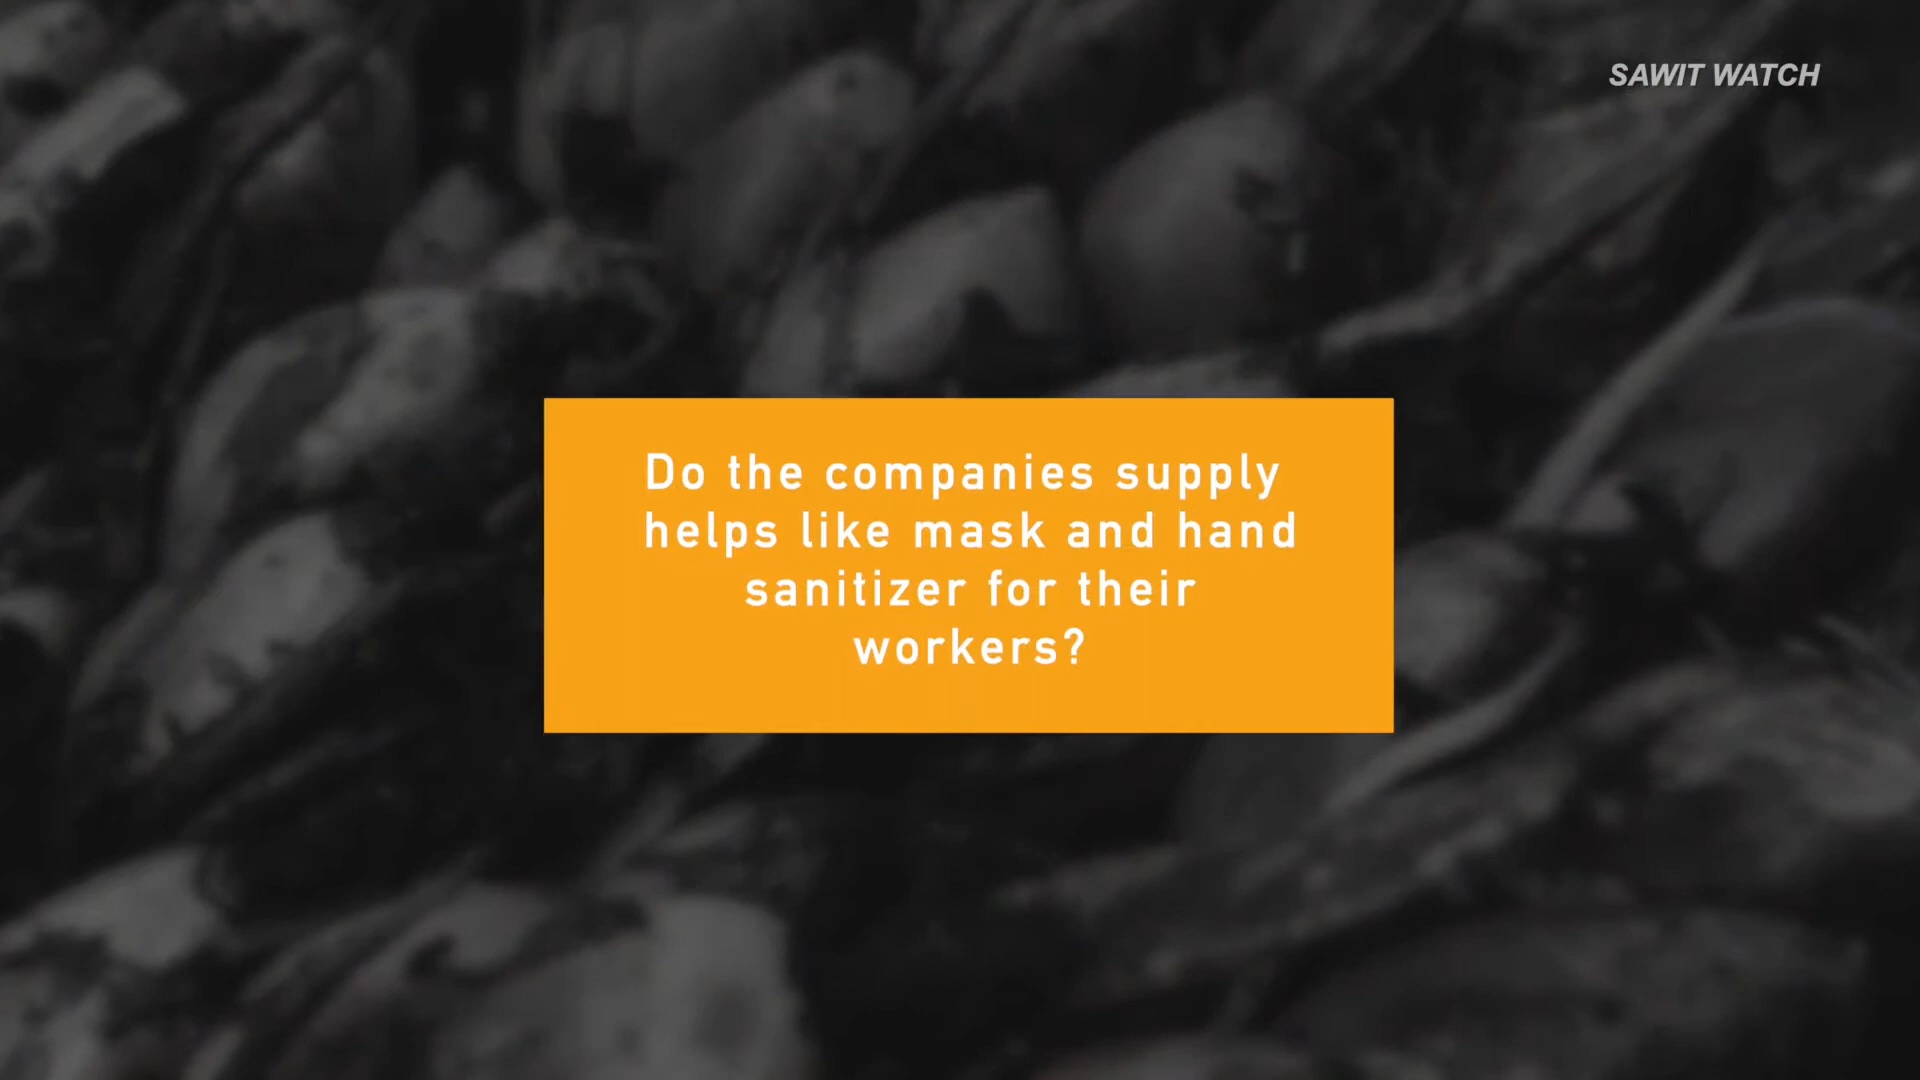 SAWIT WATCH
Do the companies supply
helps like mask and hand
sanitizer for their
workers?